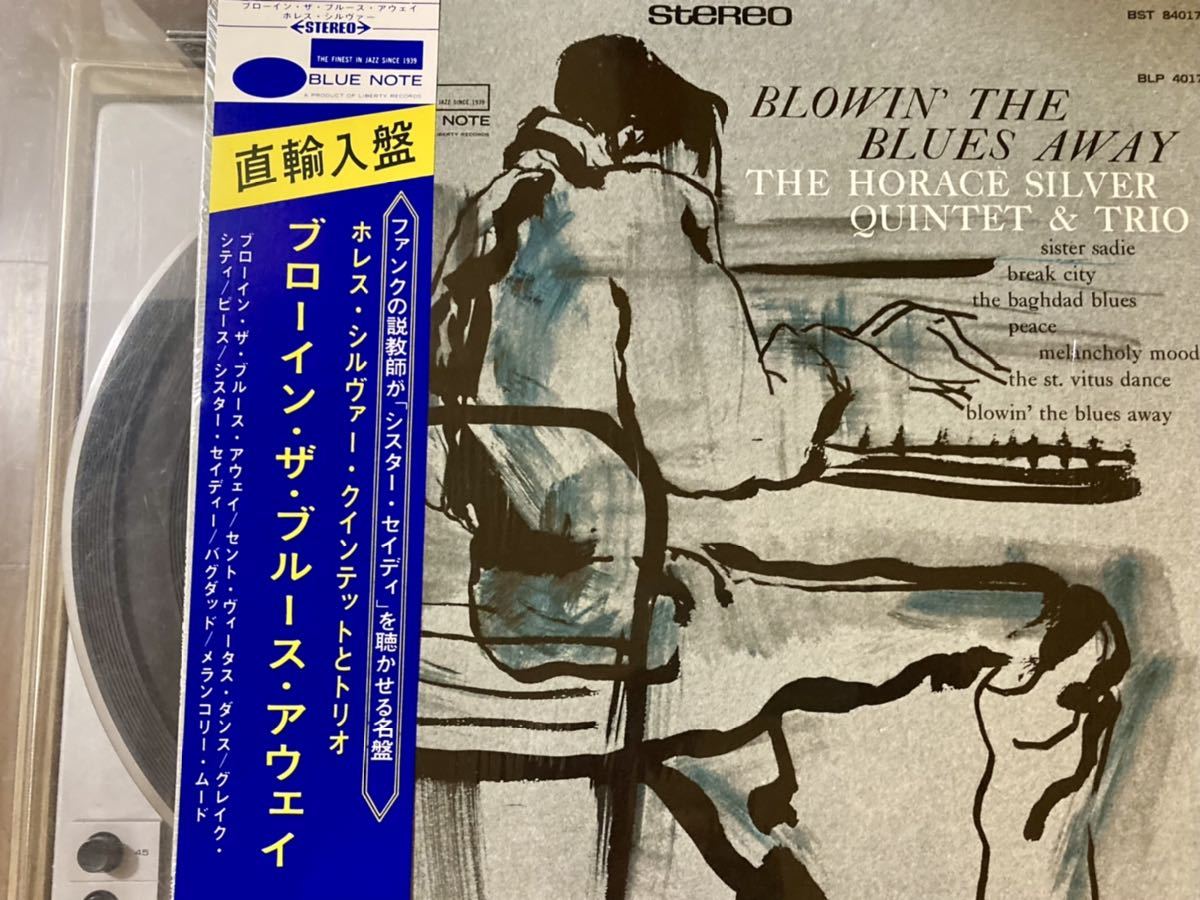 ブローイン・ザ・ブルース・アウェイ
ホレス・シルヴァー
STEREO
THE FINEST IN JAZZ SINCE 1939
BLUE NOTE
A PRODUCT OF LIBERTY RECORDS
直輸入盤
ファンクの説教師が「シスター・セイディ」を聴かせる名盤
ホレス・シルヴァー・クインテットとトリオ
ブローイン・ザ・ブルース・アウェイ
ブローイン・ザ・ブルース・アウェイ/セント・ヴィータス・ダンス/グレイク・
シティ/ピース/シスター・セイディー/バグダッド/メランコリー・ムード
JAZZ SINCE 1939
NOTE
LIBERTY RECORDS
stereo
BST 84017
BLP 4017
BLOWIN' THE
BLUES AWAY
THE HORACE SILVER
QUINTET & TRIO
sister sadie
break city
the baghdad blues
peace
melancholy mood
the st. vitus dance
blowin' the blues away
45